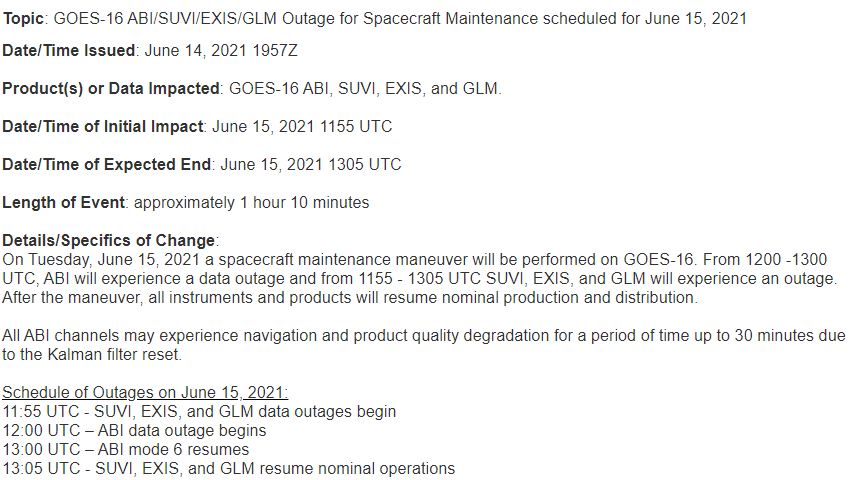 Topic: GOES-16 ABI/SUVI/EXIS/GLM Outage for Spacecraft Maintenance scheduled for June 15, 2021
Date/Time Issued: June 14, 2021 1957Z
Product(s) or Data Impacted: GOES-16 ABI, SUVI, EXIS, and GLM.
Date/Time of Initial Impact: June 15, 2021 1155 UTC
Date/Time of Expected End: June 15, 2021 1305 UTC
Length of Event: approximately 1 hour 10 minutes
Details/Specifics of Change:
On Tuesday, June 15, 2021 a spacecraft maintenance maneuver will be performed on GOES-16. From 1200 -1300
UTC, ABI will experience a data outage and from 1155 - 1305 UTC SUVI, EXIS, and GLM will experience an outage.
After the maneuver, all instruments and products will resume nominal production and distribution.
All ABI channels may experience navigation and product quality degradation for a period of time up to 30 minutes due
to the Kalman filter reset.
Schedule of Outages on June 15, 2021:
11:55 UTC - SUVI, EXIS, and GLM data outages begin
12:00 UTC – ABI data outage begins
13:00 UTC – ABI mode 6 resumes
13:05 UTC - SUVI, EXIS, and GLM resume nominal operations